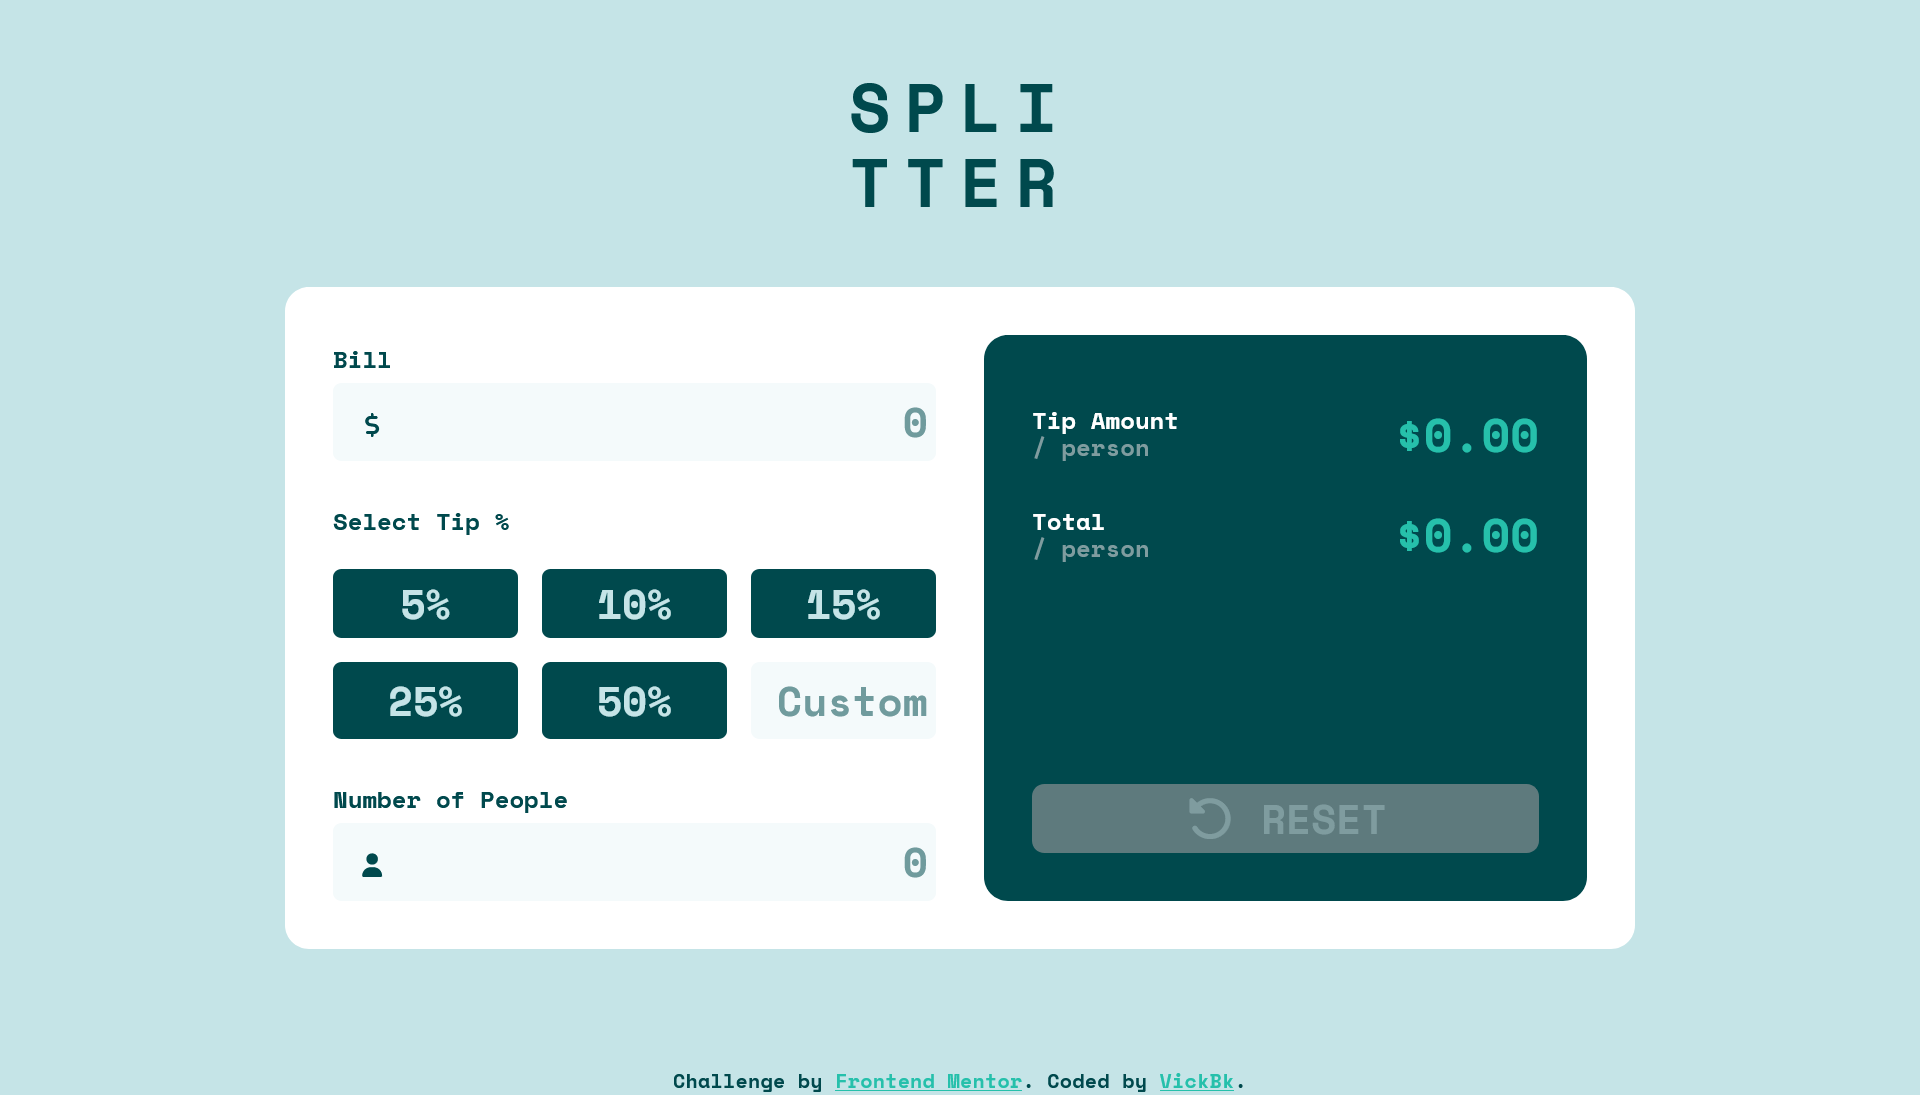 SPLI
TTER
Bill
$
0
Select Tip %
5%
10%
15%
25%
50%
Custom
Number of People
0
Tip Amount
/ person
$0.00
Total
/ person
$0.00
RESET
Challenge by Frontend Mentor. Coded by VickBk.